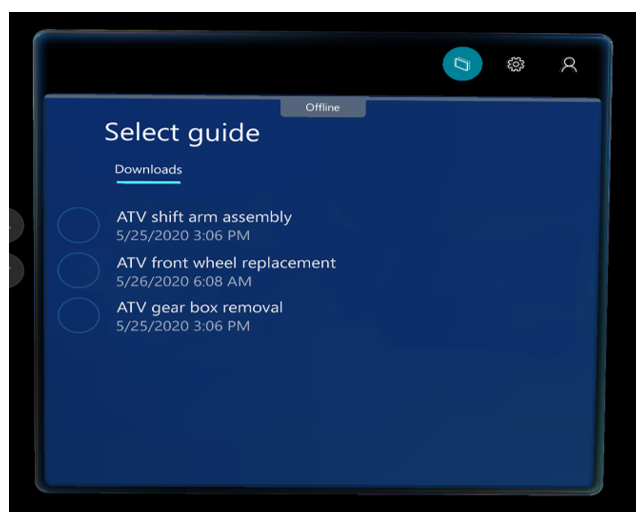 Offline
Select guide
Downloads
ATV shift arm assembly
5/25/2020 3:06 PM
ATV front wheel replacement
5/26/2020 6:08 AM
ATV gear box removal
5/25/2020 3:06 PM